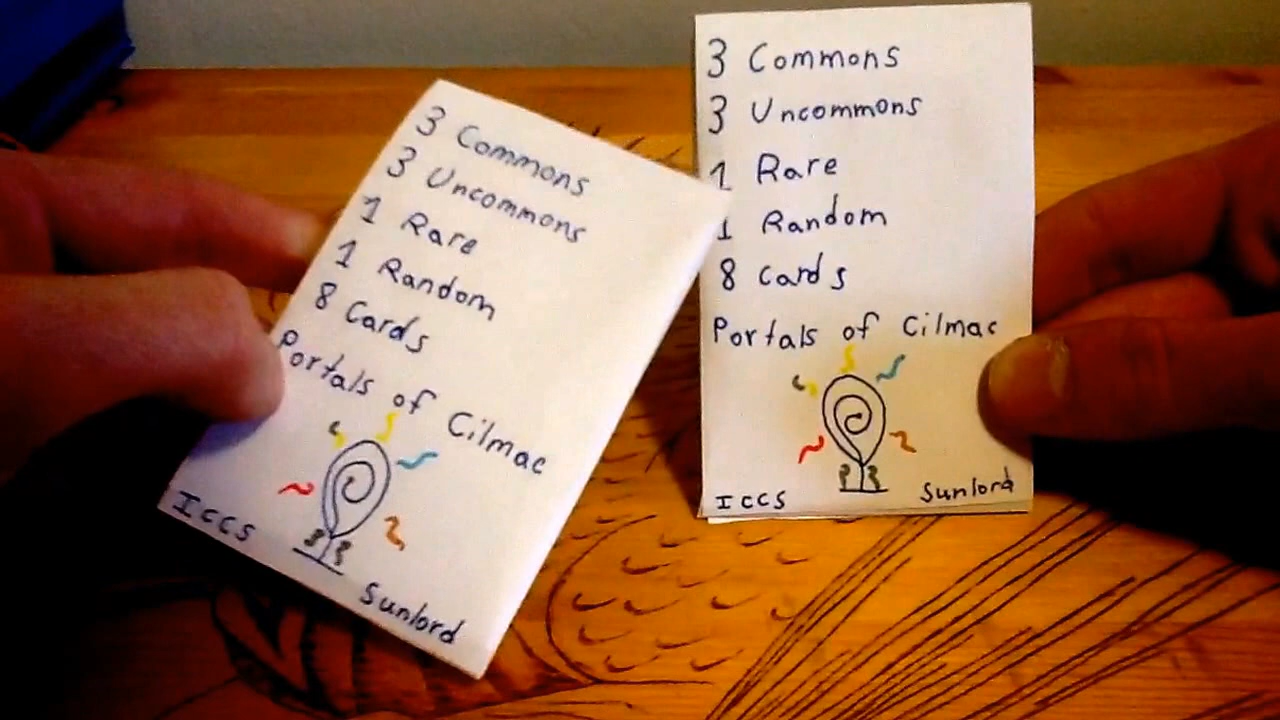 3 Commons
3 Uncommons
1 Rare
1 Random
8 Cards
Portals of Cilmac
ICCS
Sunlord
3 Commons
3 Uncommons
1 Rare
1 Random
8 cards
Portals of Cilmac
ICCS Sunlord